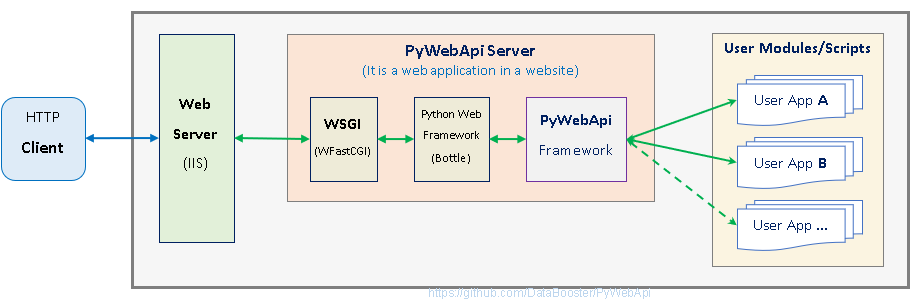 HTTP
Client
Web
Server
(IIS)
PyWebApi Server
(It is a web application in a website)
WSGI
(WFastCGI)
Python Web
Framework
(Bottle)
PyWebApi
Framework
User Modules/Scripts
User App A
User App B
User App ...
https://github.com/DataBooster/PyWebApi